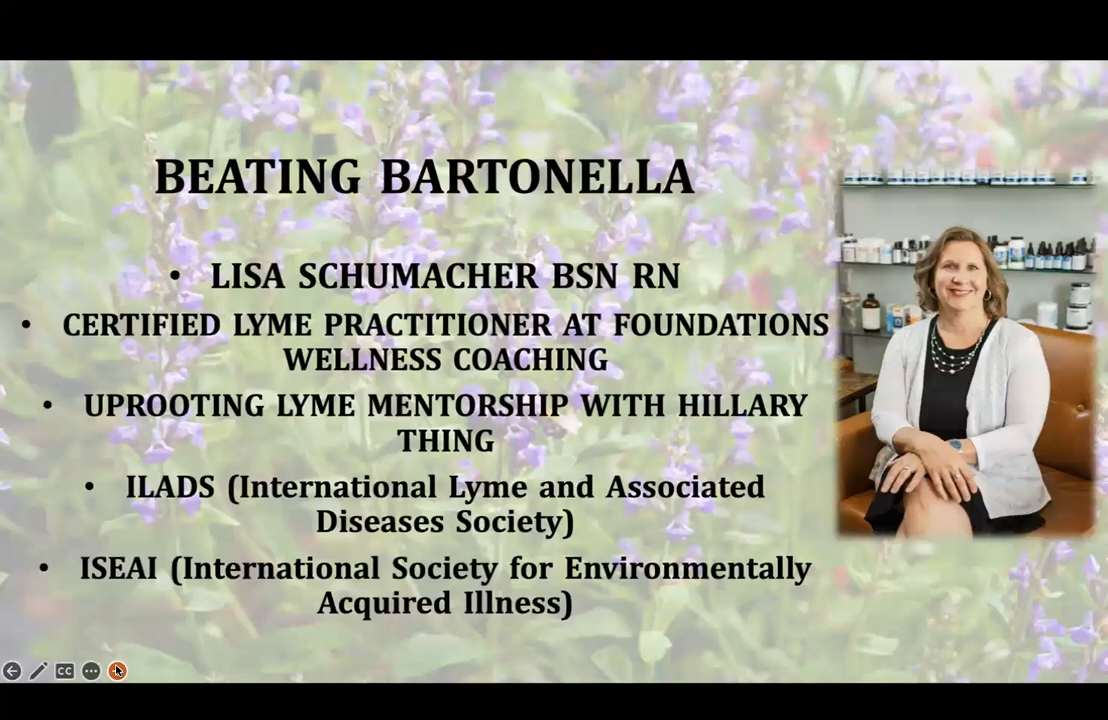 BEATING BARTONELLA
• LISA SCHUMACHER BSN RN
• CERTIFIED LYME PRACTITIONER AT FOUNDATIONS
WELLNESS COACHING
• UPROOTING LYME MENTORSHIP WITH HILLARY
THING
• ILADS (International Lyme and Associated
Diseases Society)
• ISEAI (International Society for Environmentally
Acquired Illness)
CC